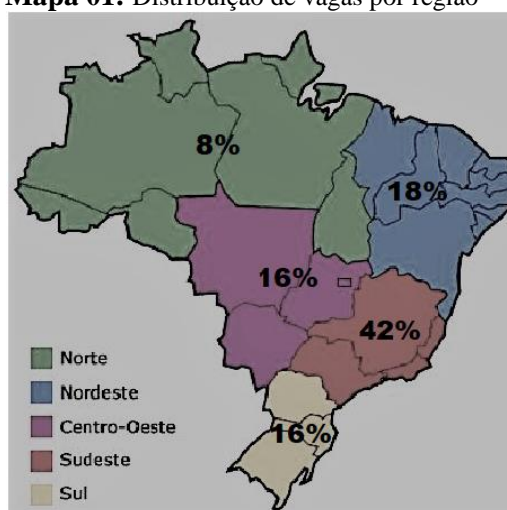 Mapa 01: Distribuição de vagas por região
8%
18%
16%
42%
16%
Norte
Nordeste
Centro-Oeste
Sudeste
Sul